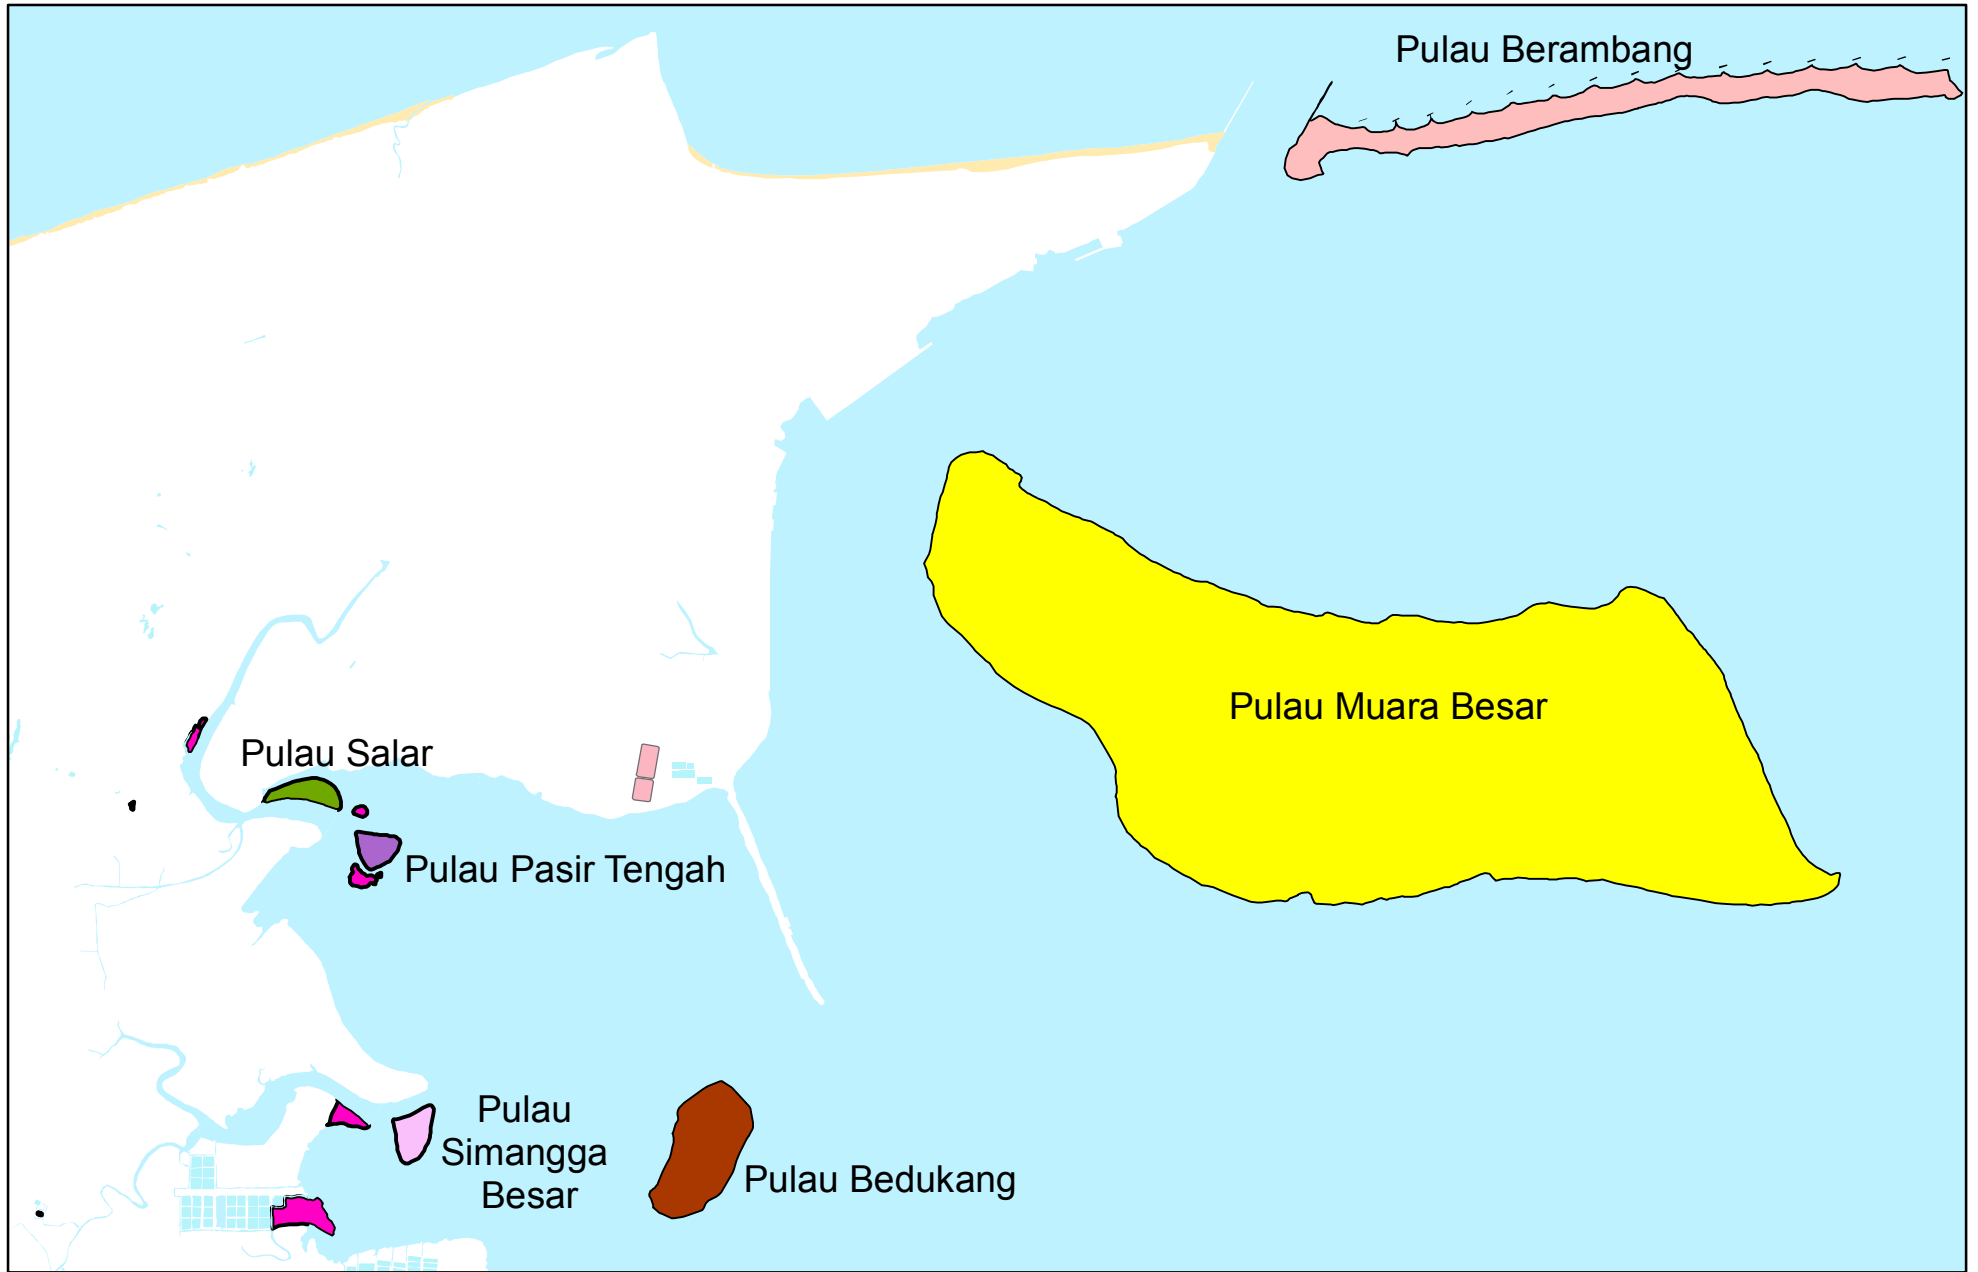 Pulau Berambang
Pulau Muara Besar
Pulau Salar
Pulau Pasir Tengah
Pulau
Simangga
Besar
Pulau Bedukang